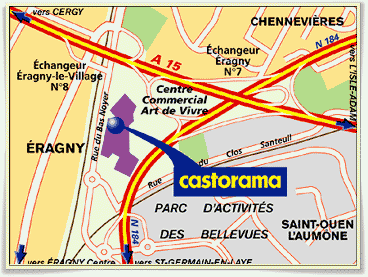 vers CERGY
CHENNEVIÈRES
N 184
vers L'ISLE-ADAM
A 15
Échangeur
Éragny
N°7
Échangeur
Éragny-le-Village
N°8
Centre
Commercial
Art de Vivre
Rue du Bas Noyer
ÉRAGNY
castorama
Rue du Clos Santeuil
PARC D'ACTIVITÉS
DES BELLEVUES
SAINT-OUEN
L'AUMÔNE
N 184
vers ÉRAGNY Centre
vers ST-GERMAIN-EN-LAYE